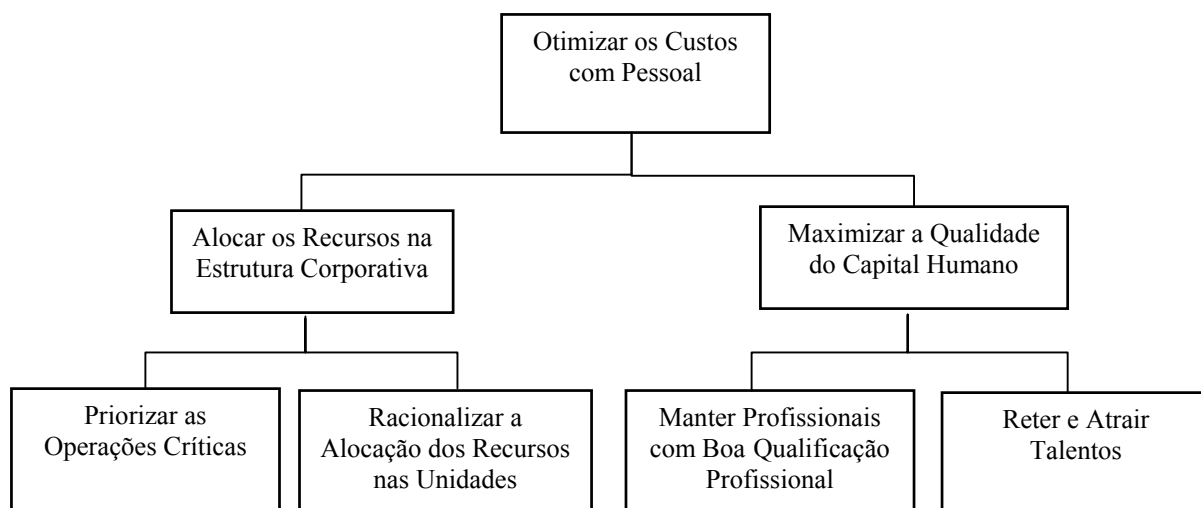 Otimizar os Custos
com Pessoal
Alocar os Recursos na
Estrutura Corporativa
Maximizar a Qualidade
do Capital Humano
Priorizar as
Operações Críticas
Racionalizar a
Alocação dos Recursos
nas Unidades
Manter Profissionais
com Boa Qualificação
Profissional
Reter e Atrair
Talentos